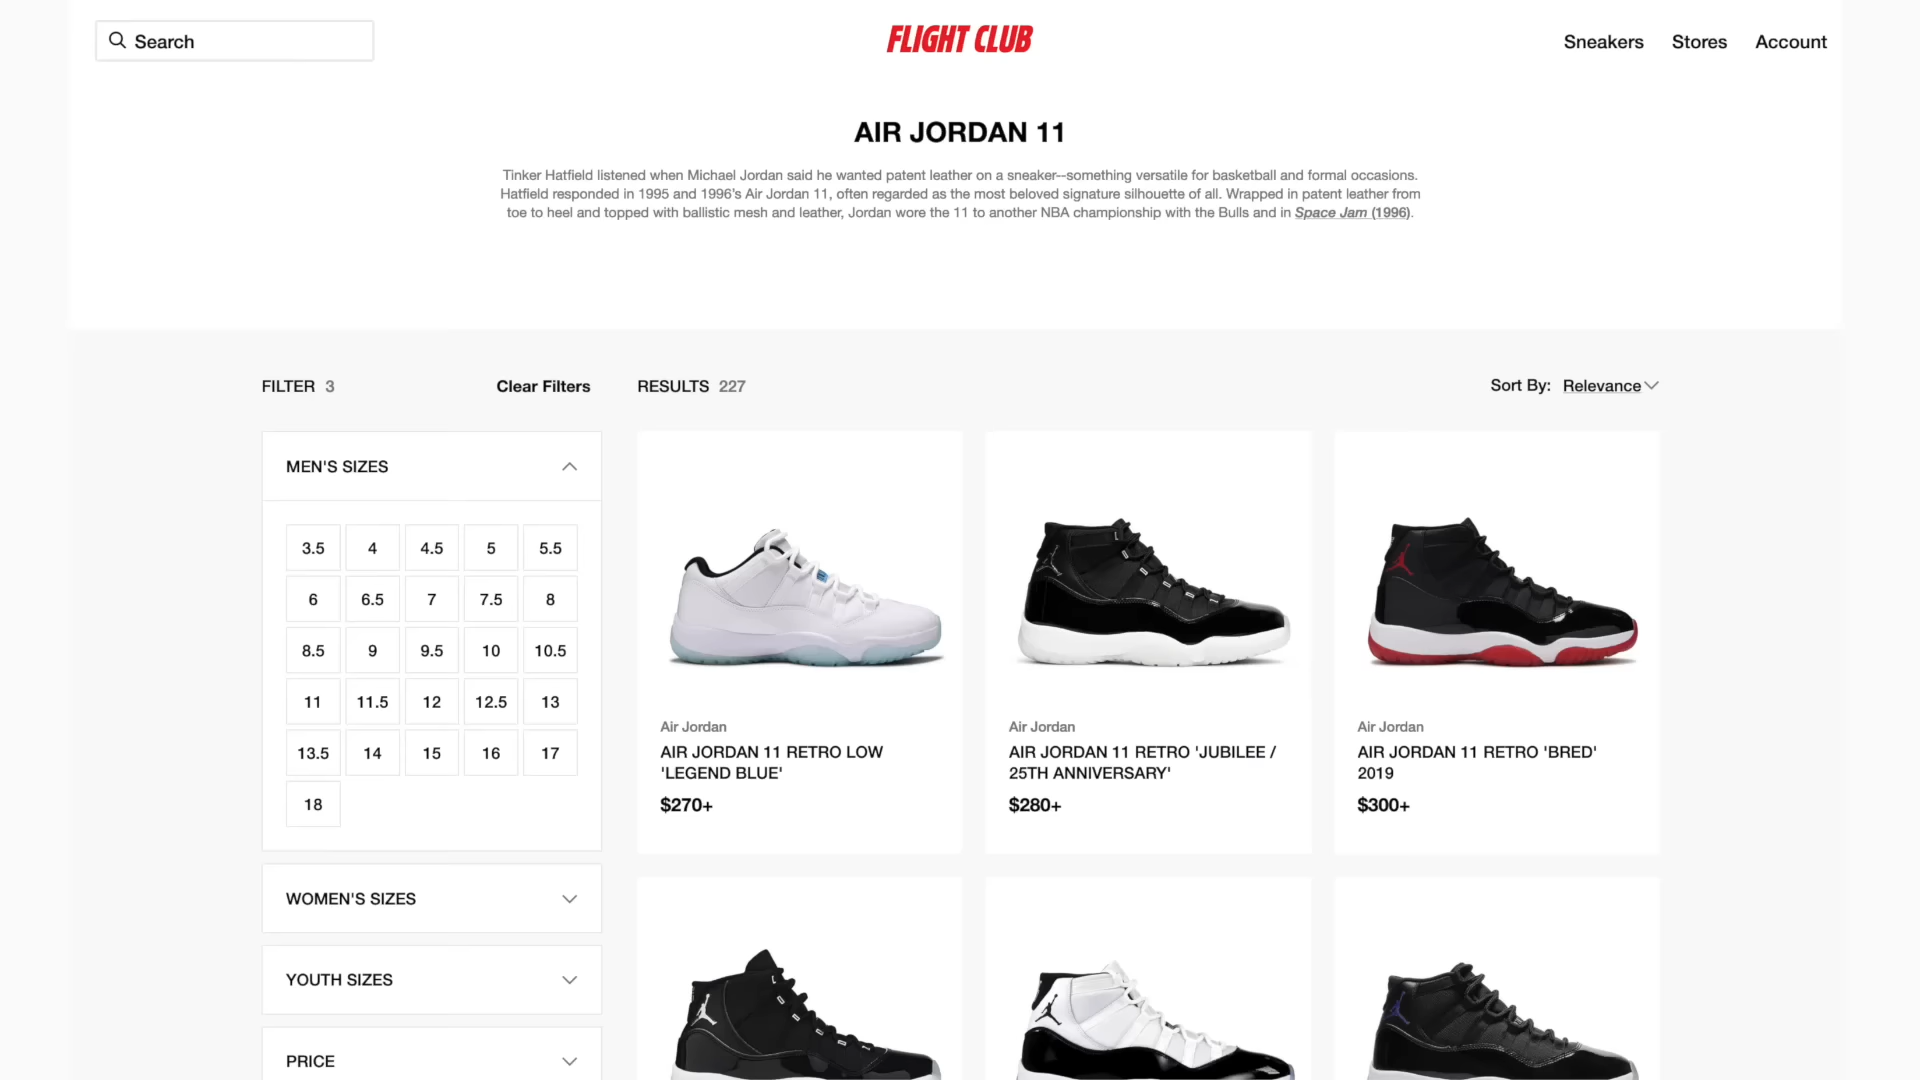 Search
FLIGHT CLUB
Sneakers Stores Account
AIR JORDAN 11
Tinker Hatfield listened when Michael Jordan said he wanted patent leather on a sneaker--something versatile for basketball and formal occasions.
Hatfield responded in 1995 and 1996's Air Jordan 11, often regarded as the most beloved signature silhouette of all. Wrapped in patent leather from
toe to heel and topped with ballistic mesh and leather, Jordan wore the 11 to another NBA championship with the Bulls and in Space Jam (1996).
FILTER 3 Clear Filters
RESULTS 227
Sort By: Relevance
MEN'S SIZES
3.5 4 4.5 5 5.5
6 6.5 7 7.5 8
8.5 9 9.5 10 10.5
11 11.5 12 12.5 13
13.5 14 15 16 17
18
WOMEN'S SIZES
YOUTH SIZES
PRICE
Air Jordan
AIR JORDAN 11 RETRO LOW
'LEGEND BLUE'
$270+
Air Jordan
AIR JORDAN 11 RETRO 'JUBILEE /
25TH ANNIVERSARY'
$280+
Air Jordan
AIR JORDAN 11 RETRO 'BRED'
2019
$300+